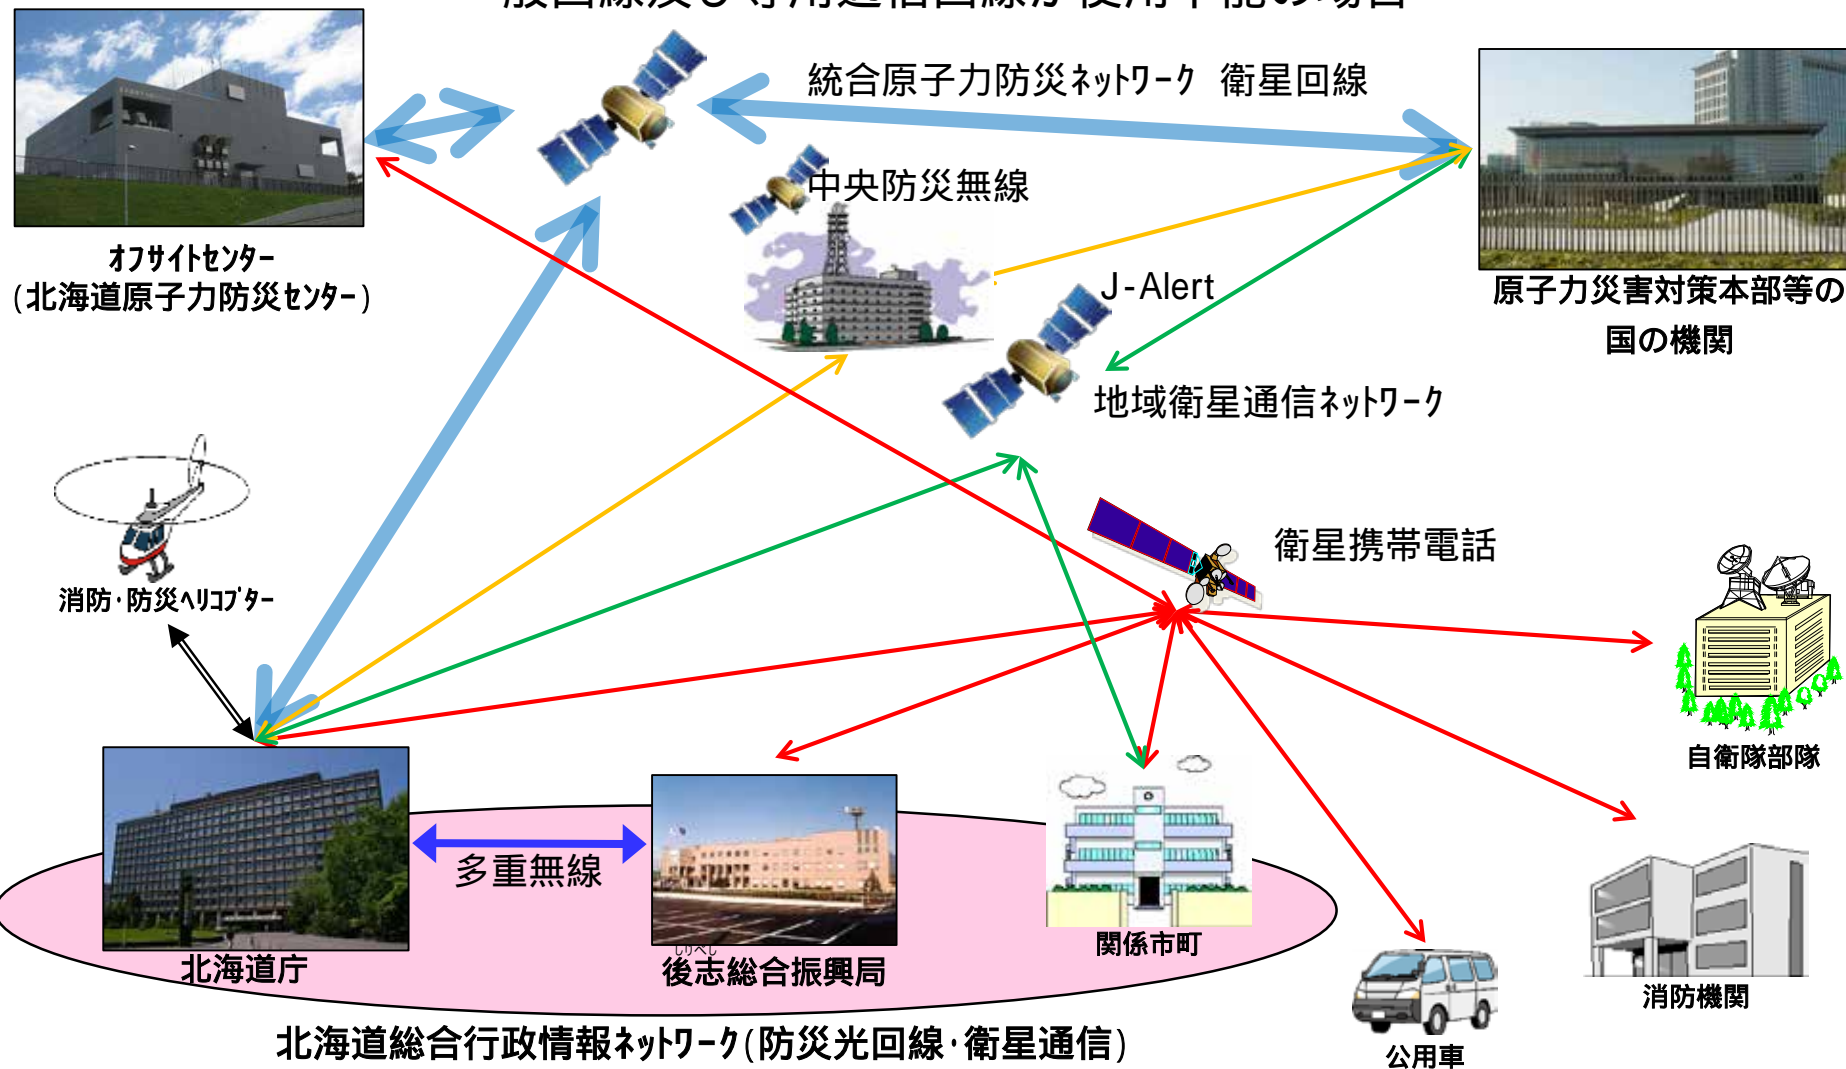 統合原子力防災ネットワーク　衛星回線
中央防災無線
オフサイトセンター
(北海道原子力防災センター)
J-Alert
原子力災害対策本部等の
国の機関
地域衛星通信ネットワーク
衛星携帯電話
消防・防災ヘリコプター
自衛隊部隊
多重無線
関係市町
しりべし
北海道庁
後志総合振興局
消防機関
北海道総合行政情報ネットワーク(防災光回線・衛星通信)
公用車